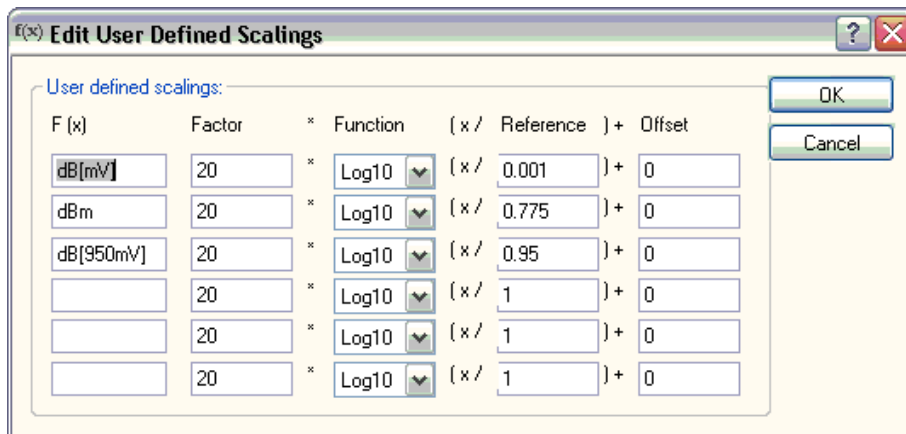 f(x) Edit User Defined Scalings ?
User defined scalings:
F (x) Factor * Function ( x / Reference ) + Offset
dB[mV] 20 * Log10 ( x / 0.001 ) + 0
dBm 20 * Log10 ( x / 0.775 ) + 0
dB[950mV] 20 * Log10 ( x / 0.95 ) + 0
20 * Log10 ( x / 1 ) + 0
20 * Log10 ( x / 1 ) + 0
20 * Log10 ( x / 1 ) + 0
OK
Cancel